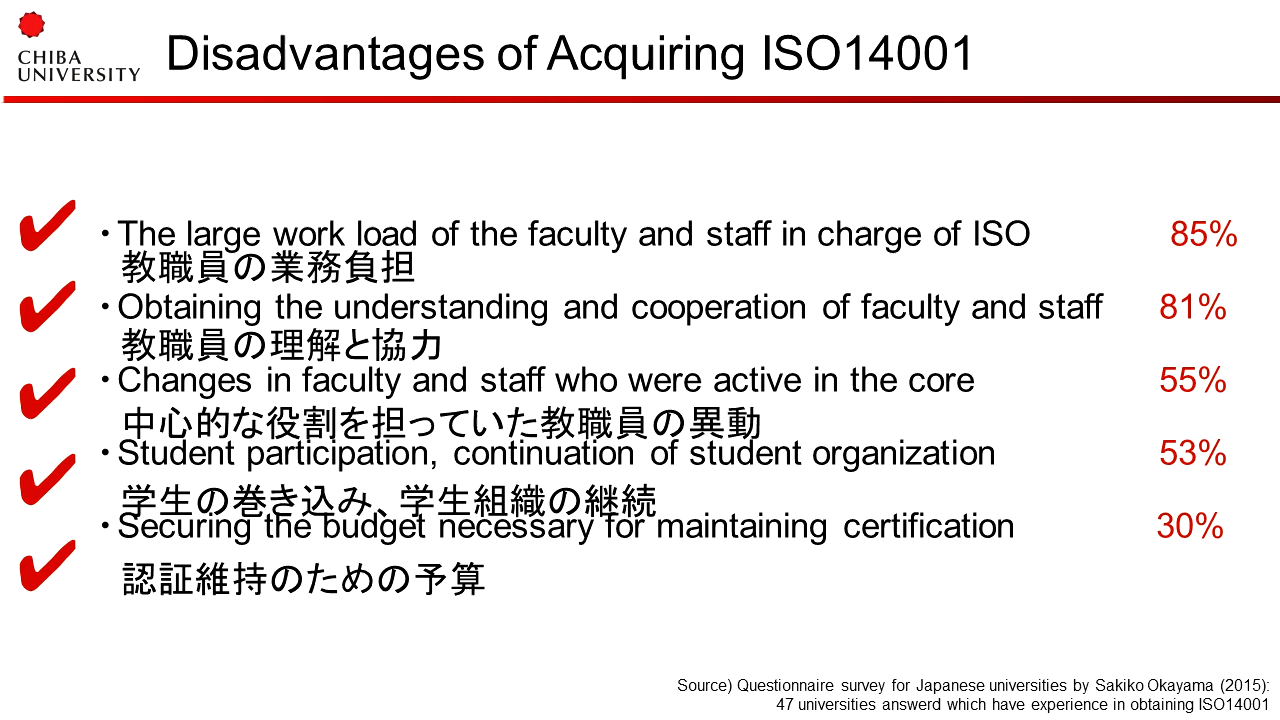 CHIBA
UNIVERSITY
Disadvantages of Acquiring ISO14001
・The large work load of the faculty and staff in charge of ISO 85%
教職員の業務負担
・Obtaining the understanding and cooperation of faculty and staff 81%
教職員の理解と協力
・Changes in faculty and staff who were active in the core 55%
中心的な役割を担っていた教職員の異動
・Student participation, continuation of student organization 53%
学生の巻き込み、学生組織の継続
・Securing the budget necessary for maintaining certification 30%
認証維持のための予算
Source) Questionnaire survey for Japanese universities by Sakiko Okayama (2015):
47 universities answerd which have experience in obtaining ISO14001